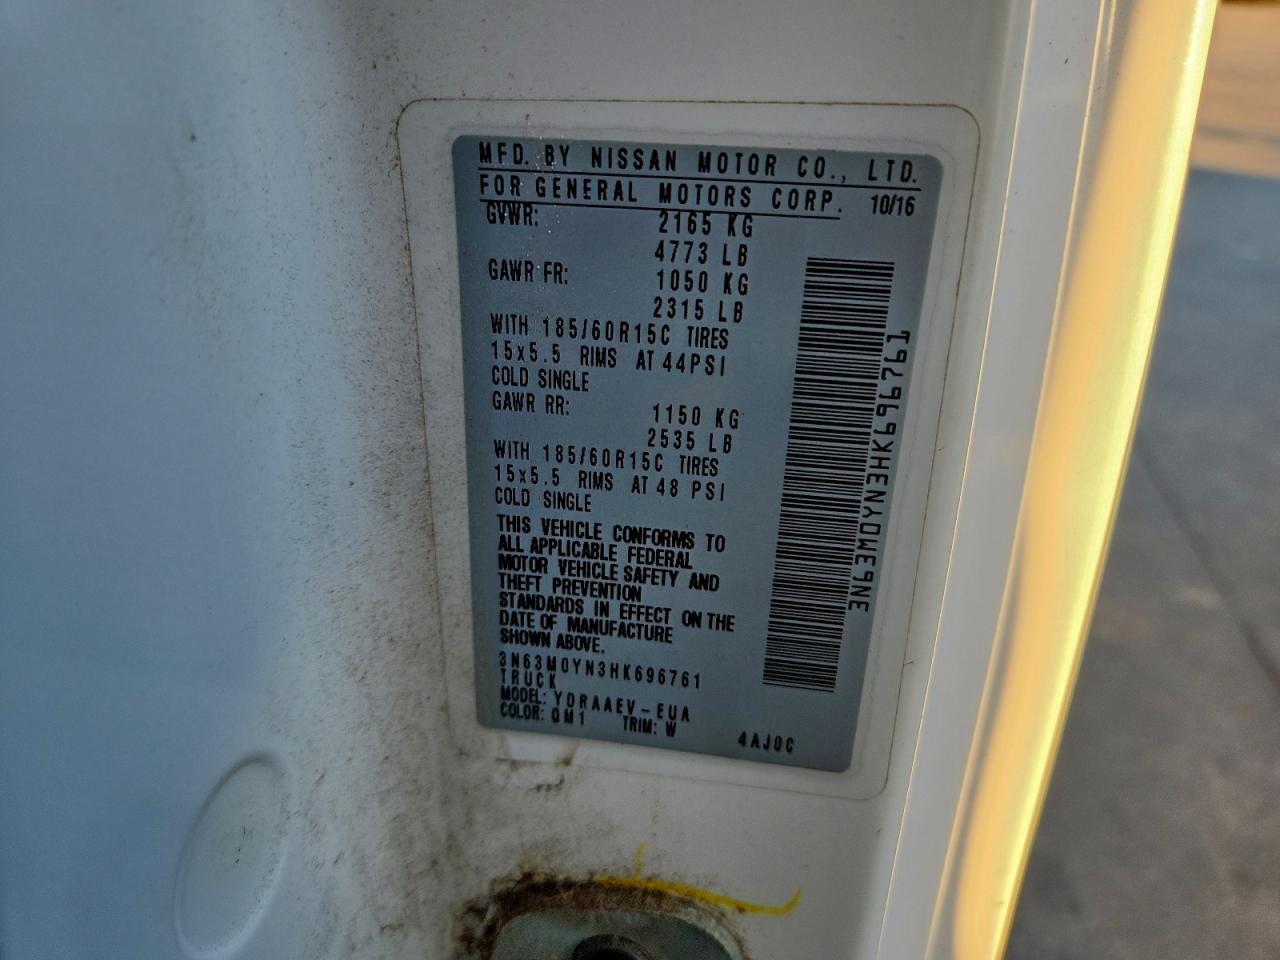 MFD. BY NISSAN MOTOR CO., LTD.
FOR GENERAL MOTORS CORP. 10/16
GVWR: 2165 KG
4773 LB
GAWR FR: 1050 KG
2315 LB
WITH 185/60R15C TIRES
15x5.5 RIMS AT 44PSI
COLD SINGLE
GAWR RR: 1150 KG
2535 LB
WITH 185/60R15C TIRES
15x5.5 RIMS AT 48 PSI
COLD SINGLE
THIS VEHICLE CONFORMS TO
ALL APPLICABLE FEDERAL
MOTOR VEHICLE SAFETY AND
THEFT PREVENTION
STANDARDS IN EFFECT ON THE
DATE OF MANUFACTURE
SHOWN ABOVE.
3N63M0YN3HK696761
TRUCK
MODEL: YDRAAEV-EUA
COLOR: QM1 TRIM: W 4AJ0C
3N63M0YN3HK696761